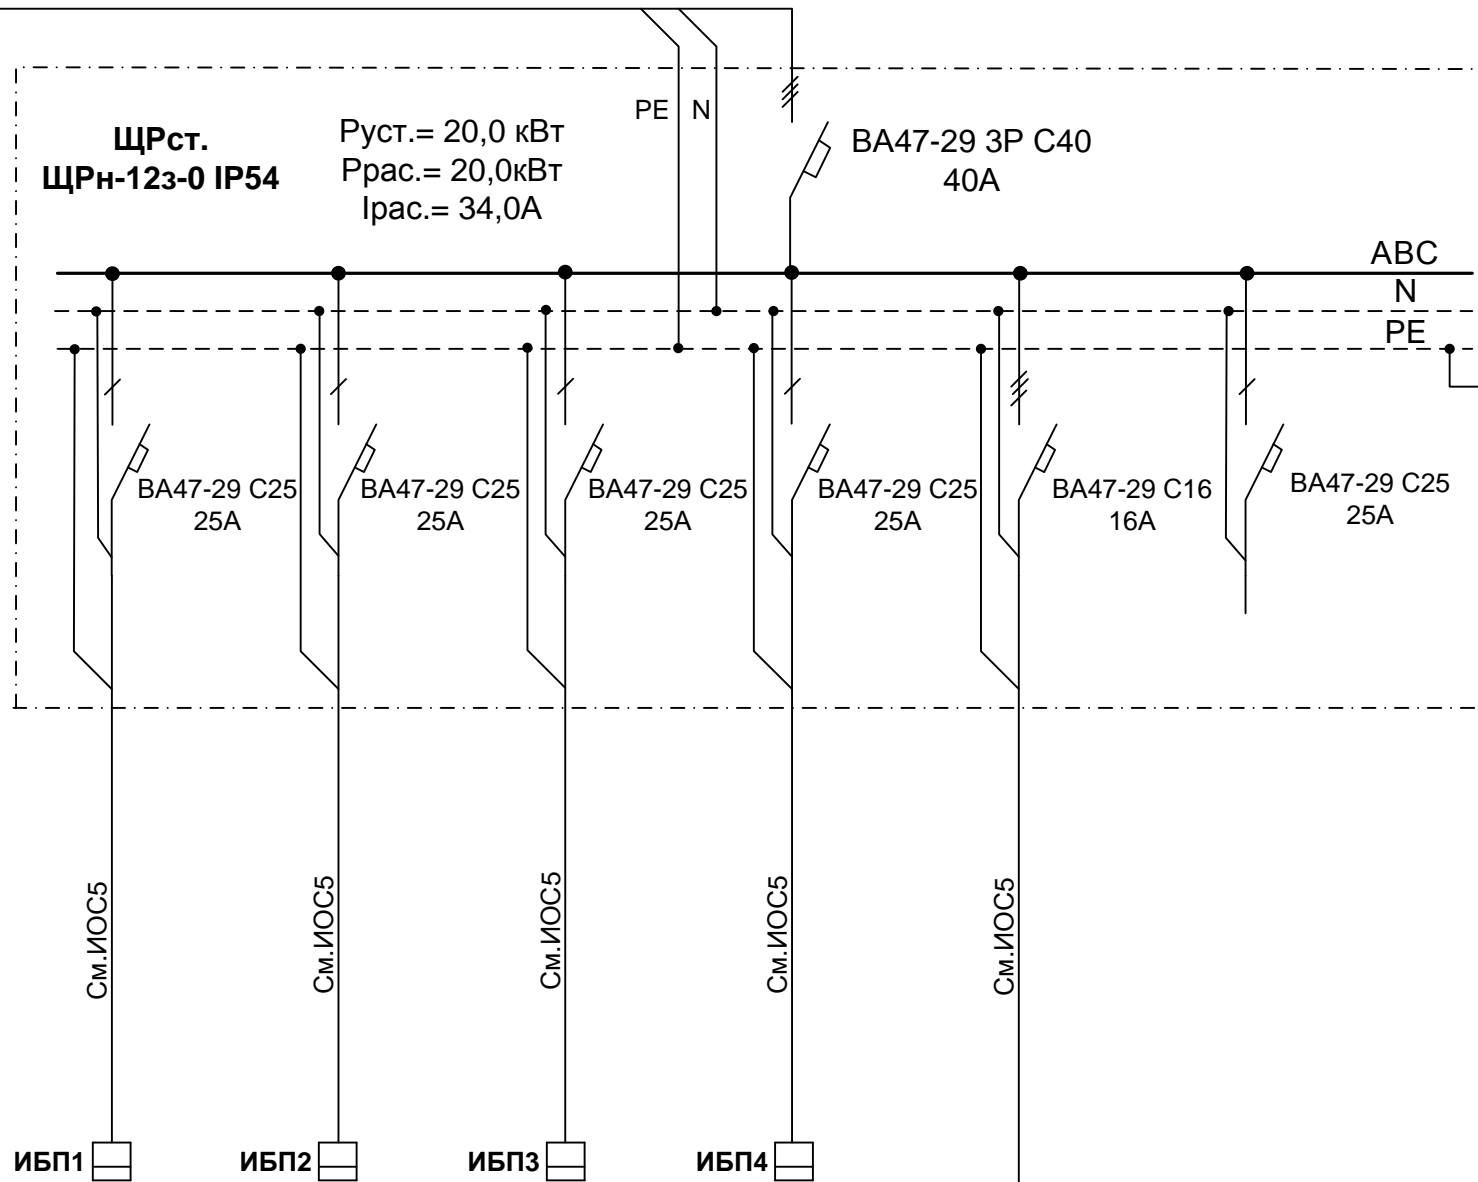 PE N
ЩРст.
ЩРн-12з-0 IP54
Руст.= 20,0 кВт
Ррас.= 20,0кВт
Iрас.= 34,0А
ВА47-29 3Р С40
40А
ABC
N
PE
ВА47-29 С25
25А
ВА47-29 С25
25А
ВА47-29 С25
25А
ВА47-29 С25
25А
ВА47-29 С16
16А
ВА47-29 С25
25А
См.ИОС5
См.ИОС5
См.ИОС5
См.ИОС5
См.ИОС5
ИБП1
ИБП2
ИБП3
ИБП4